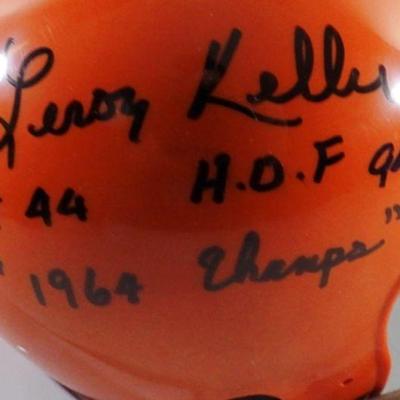 Leroy Kelly
44 H.O.F 94
" 1964 Champs "